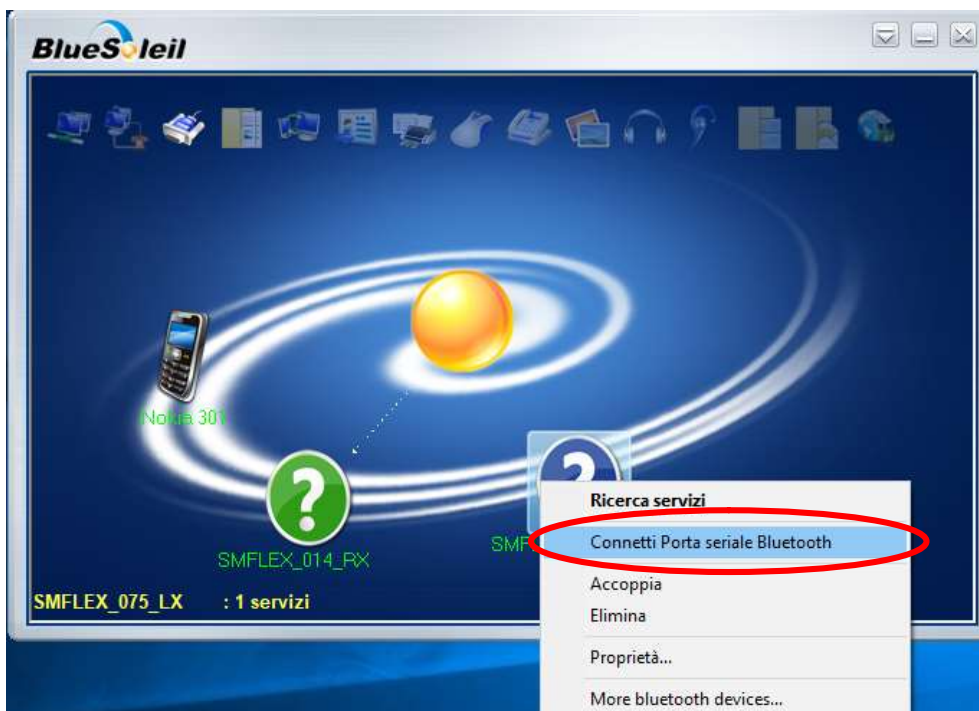 BlueSoleil
Nokia 301
SMFLEX_014_RX
SMF
SMFLEX_075_LX : 1 servizi
Ricerca servizi
Connetti Porta seriale Bluetooth
Accoppia
Elimina
Proprietà...
More bluetooth devices...